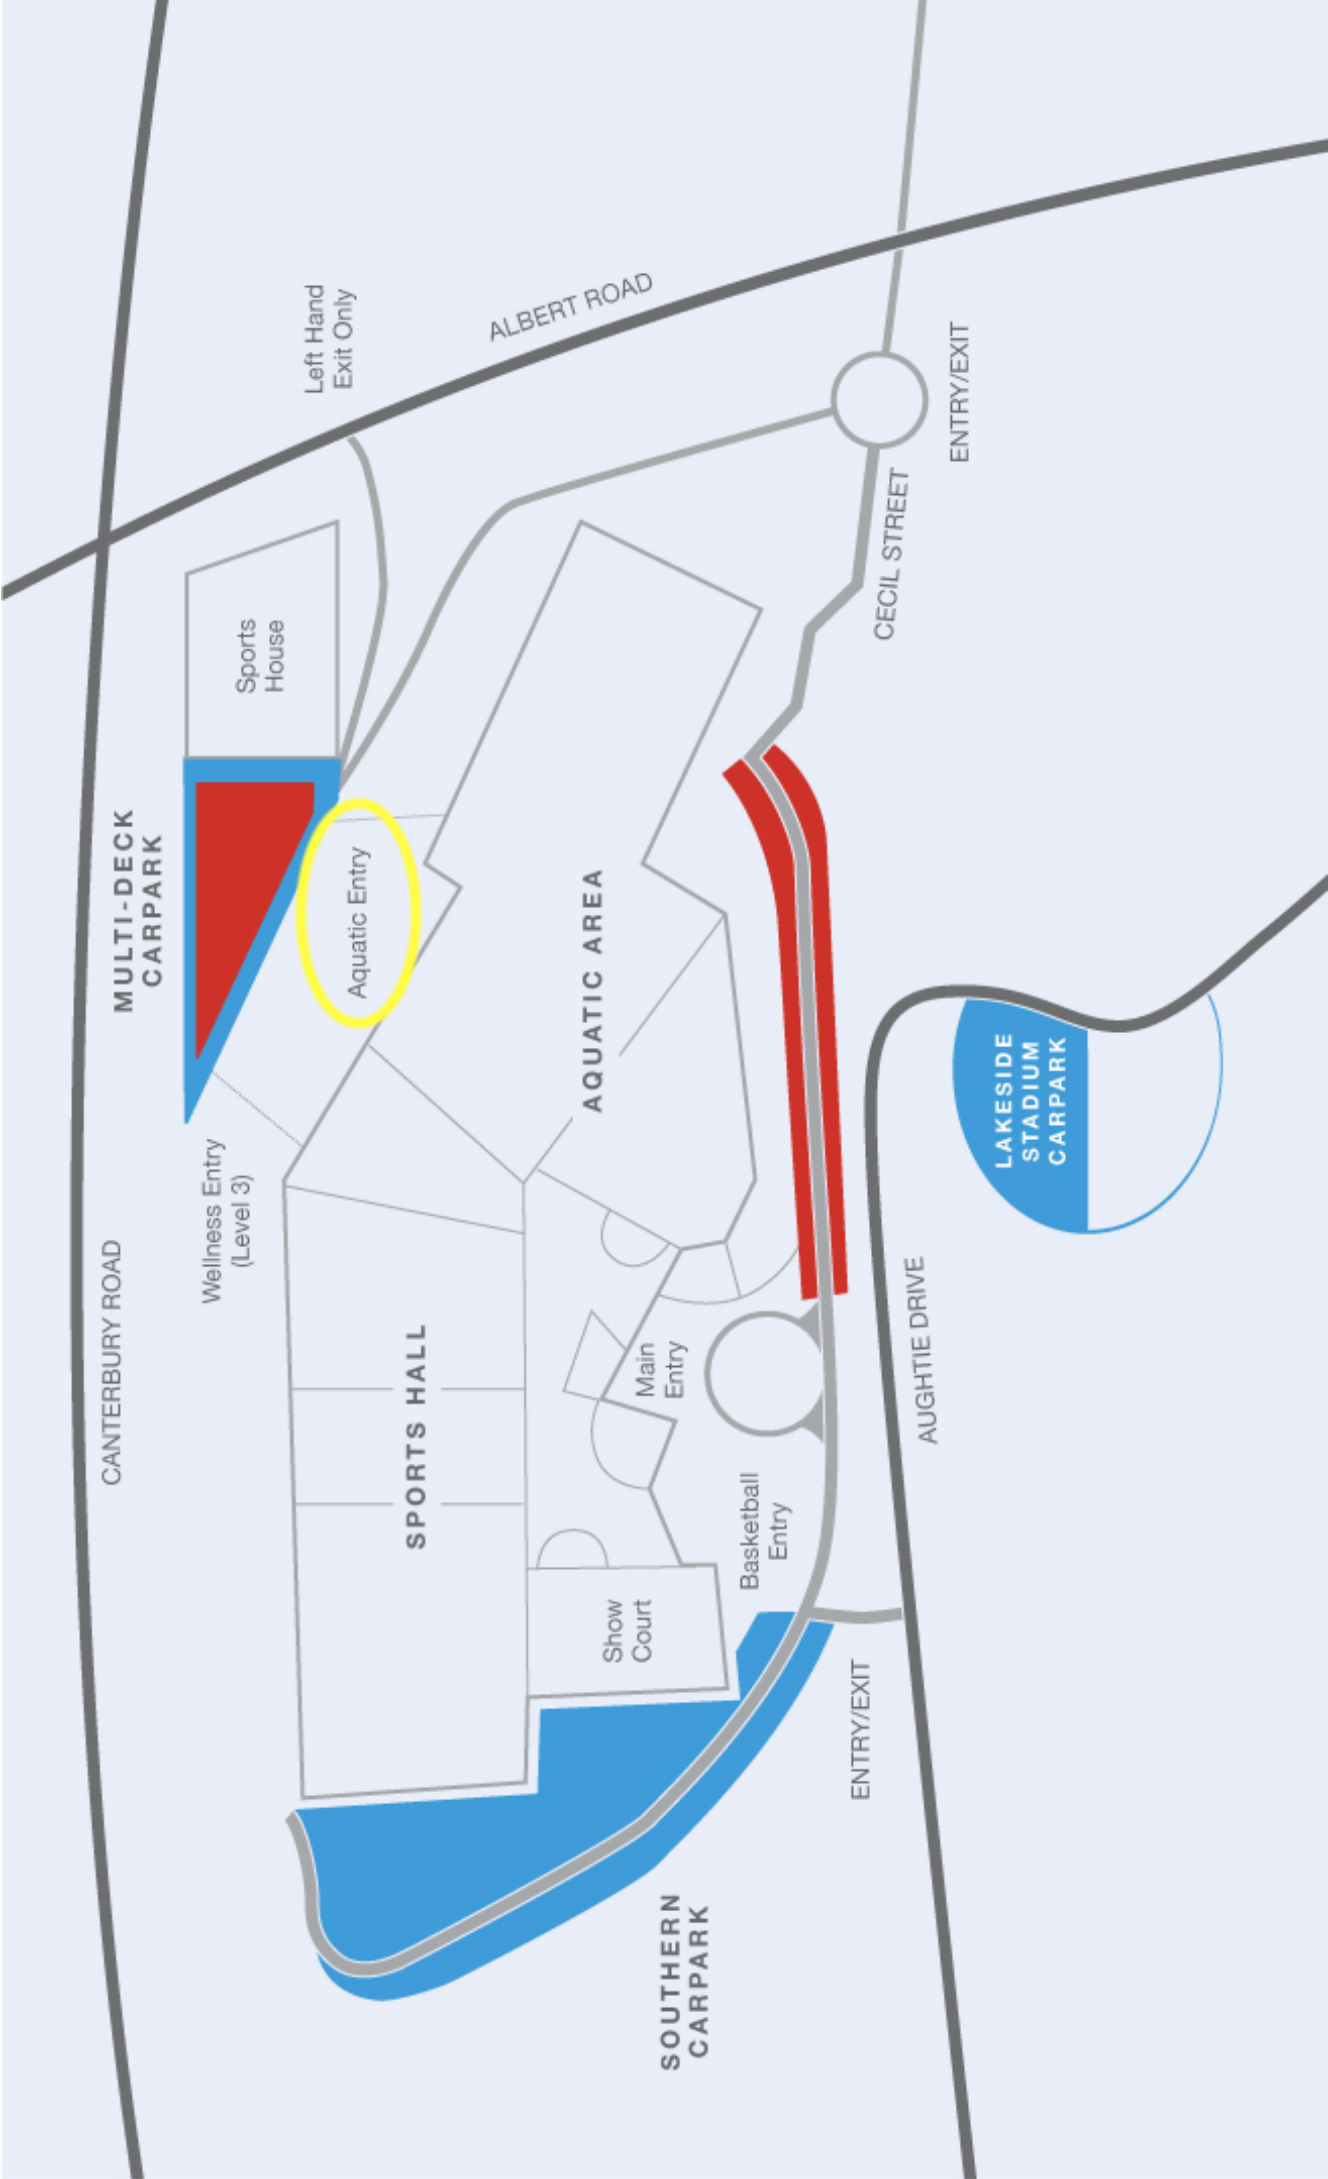 CANTERBURY ROAD
MULTI-DECK
CARPARK
Wellness Entry
(Level 3)
Sports
House
Left Hand
Exit Only
Aquatic Entry
SPORTS HALL
ALBERT ROAD
AQUATIC AREA
Show
Court
Main
Entry
SOUTHERN
CARPARK
Basketball
Entry
ENTRY/EXIT
CECIL STREET
AUGHTIE DRIVE
ENTRY/EXIT
LAKESIDE
STADIUM
CARPARK